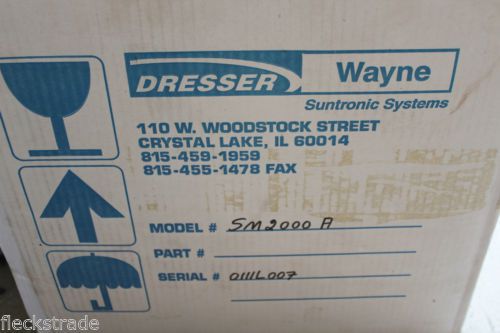 DRESSER Wayne
Suntronic Systems
110 W. WOODSTOCK STREET
CRYSTAL LAKE, IL 60014
815-459-1959
815-455-1478 FAX
MODEL # SM2000A
PART #
SERIAL # 0111L007
fleckstrade